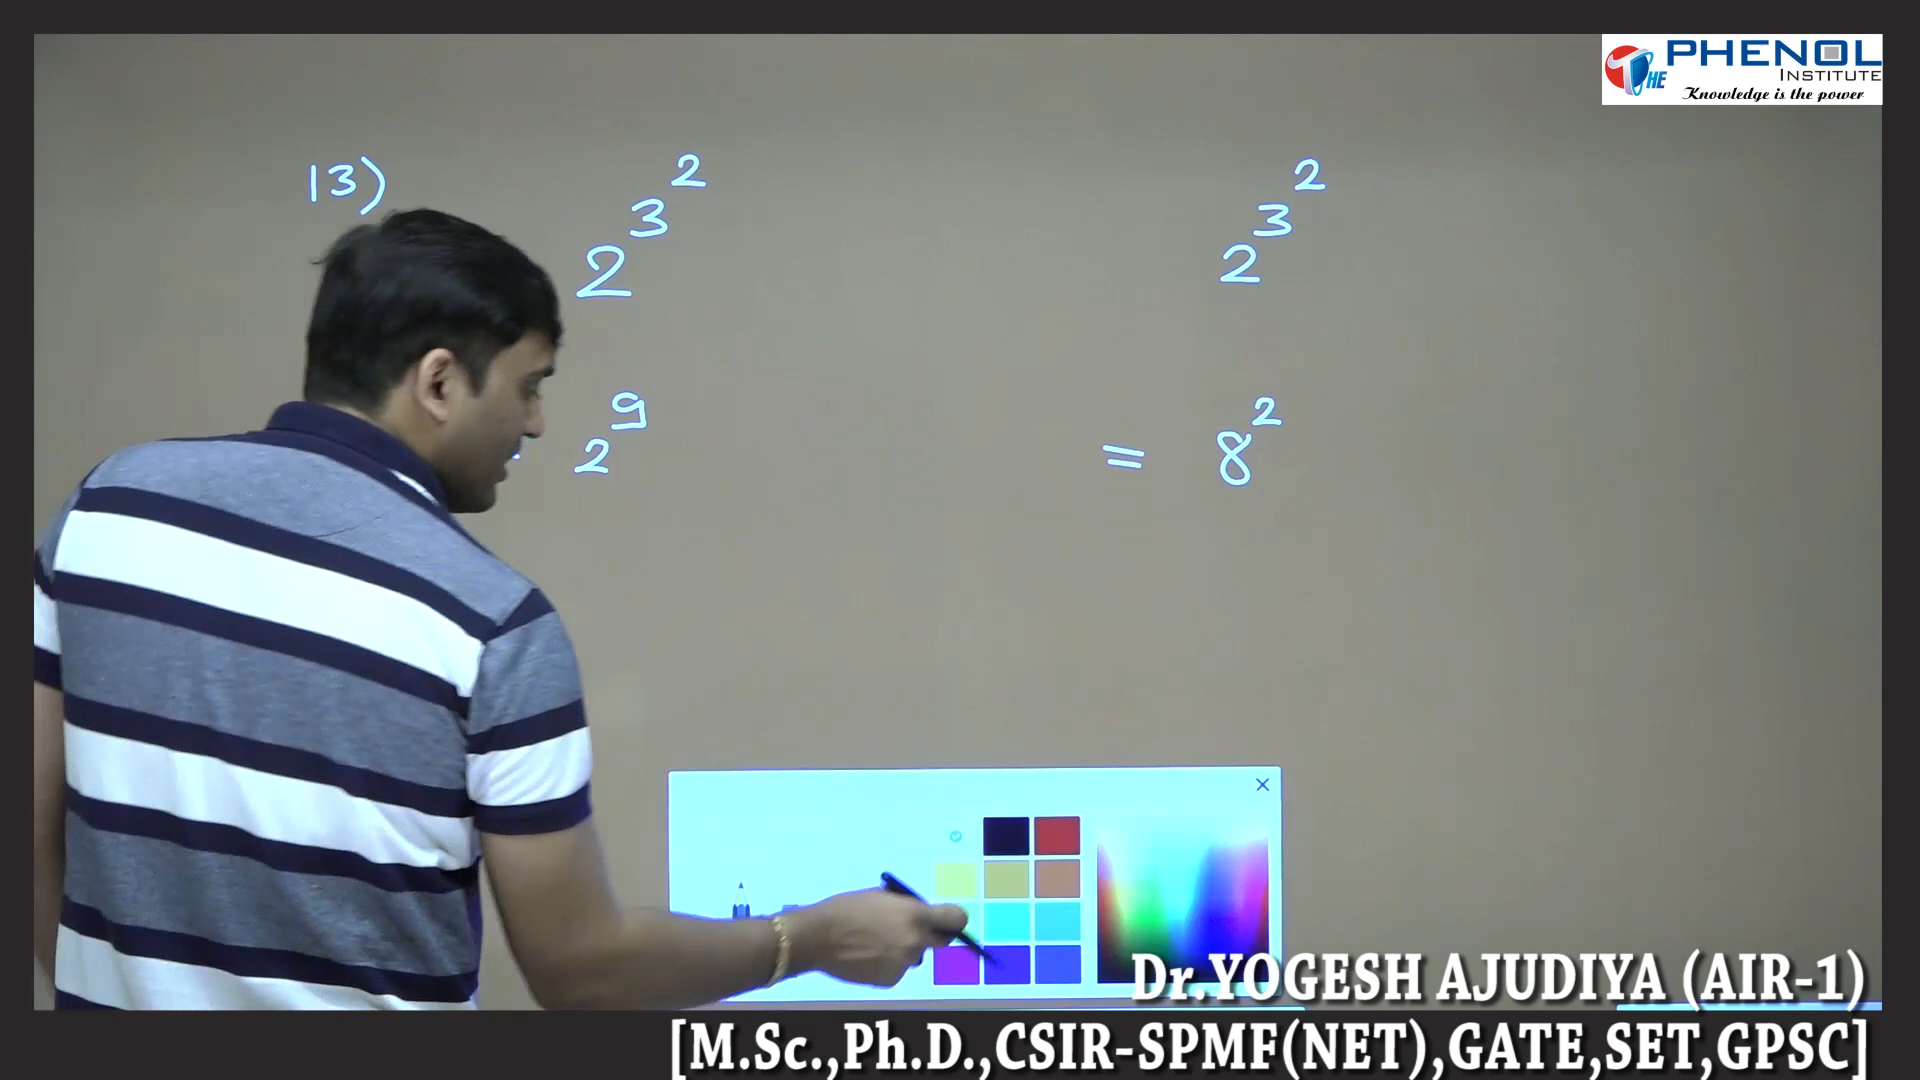 THE PHENOL
INSTITUTE
Knowledge is the power
13) 2^3^2 2^3^2
2^9 = 8^2
Dr.YOGESH AJUDIYA (AIR-1)
[M.Sc.,Ph.D.,CSIR-SPMF(NET),GATE,SET,GPSC]